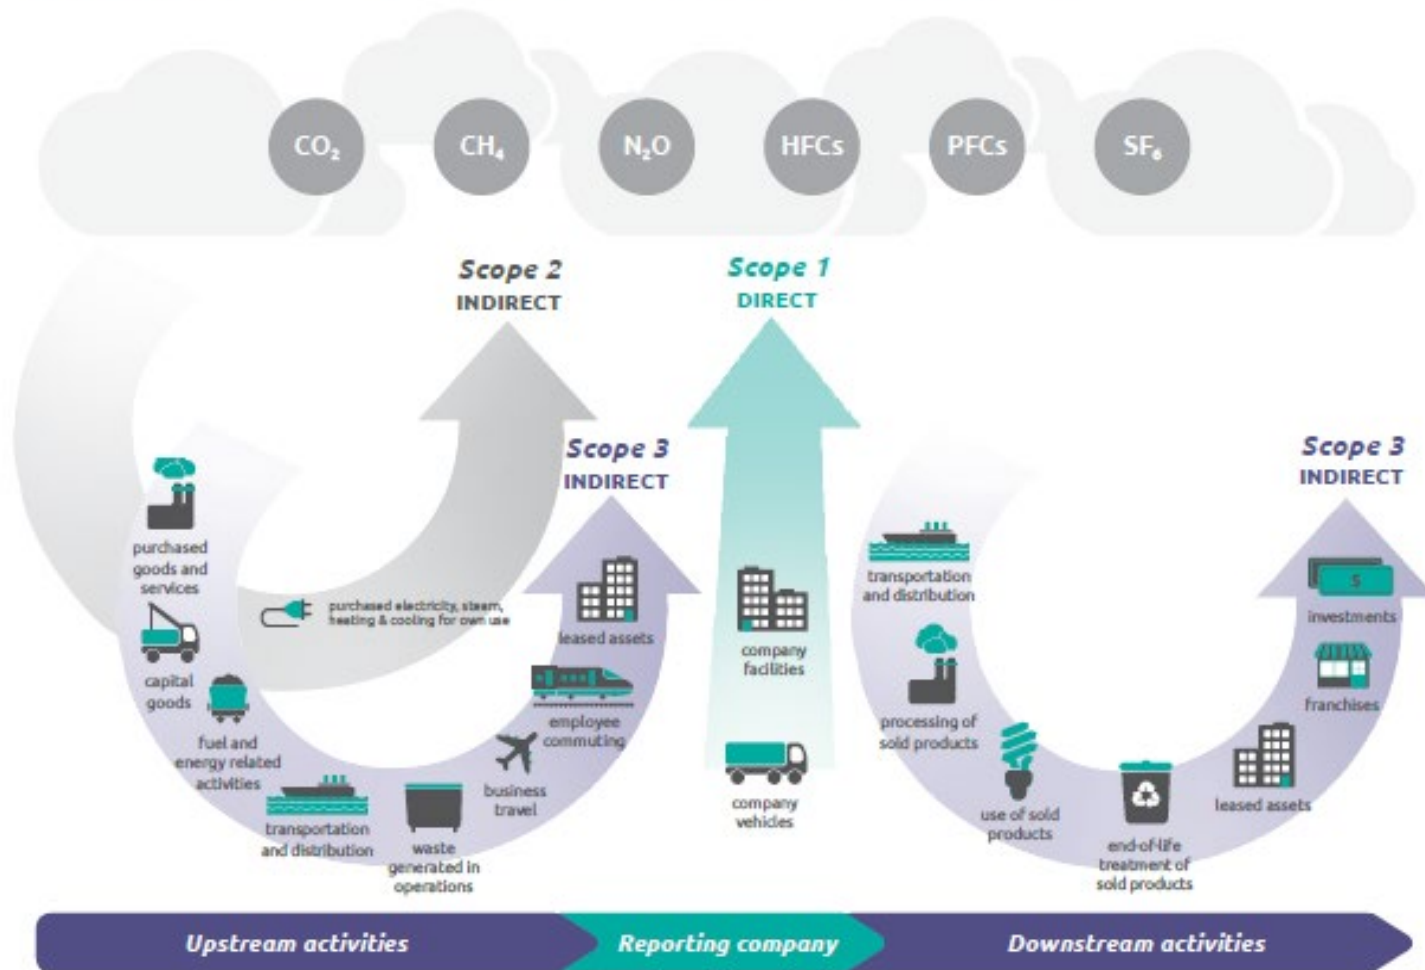 CO₂
CH₄
N₂O
HFCs
PFCs
SF₆
Scope 2
INDIRECT
Scope 1
DIRECT
Scope 3
INDIRECT
Scope 3
INDIRECT
purchased
goods and
services
capital
goods
fuel and
energy related
activities
transportation
and distribution
waste
generated in
operations
business
travel
employee
commuting
leased assets
purchased electricity, steam,
heating & cooling for own use
company
facilities
company
vehicles
transportation
and distribution
processing of
sold products
use of sold
products
end-of-life
treatment of
sold products
leased assets
franchises
$
investments
Upstream activities
Reporting company
Downstream activities